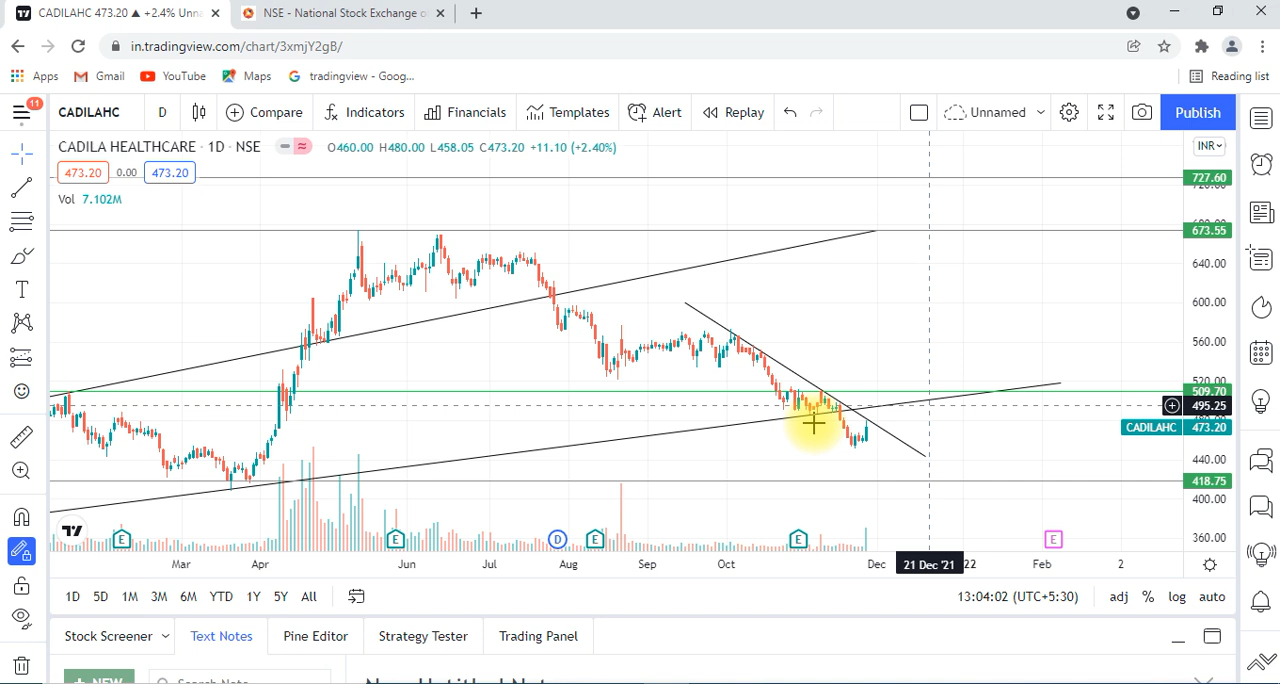 CADILAHC 473.20 ▲ +2.4% Unna
NSE - National Stock Exchange o
in.tradingview.com/chart/3xmjY2gB/
Apps Gmail YouTube Maps tradingview - Goog... Reading list
11
CADILAHC D Compare Indicators Financials Templates Alert Replay Unnamed Publish
CADILA HEALTHCARE · 1D · NSE O460.00 H480.00 L458.05 C473.20 +11.10 (+2.40%) INR
473.20 0.00 473.20
Vol 7.102M
727.60
673.55
640.00
600.00
560.00
520.00
509.70
495.25
CADILAHC 473.20
440.00
418.75
400.00
360.00
E E D E E E
Mar Apr Jun Jul Aug Sep Oct Dec 21 Dec '21 22 Feb 2
1D 5D 1M 3M 6M YTD 1Y 5Y All 13:04:02 (UTC+5:30) adj % log auto
Stock Screener Text Notes Pine Editor Strategy Tester Trading Panel
NEW